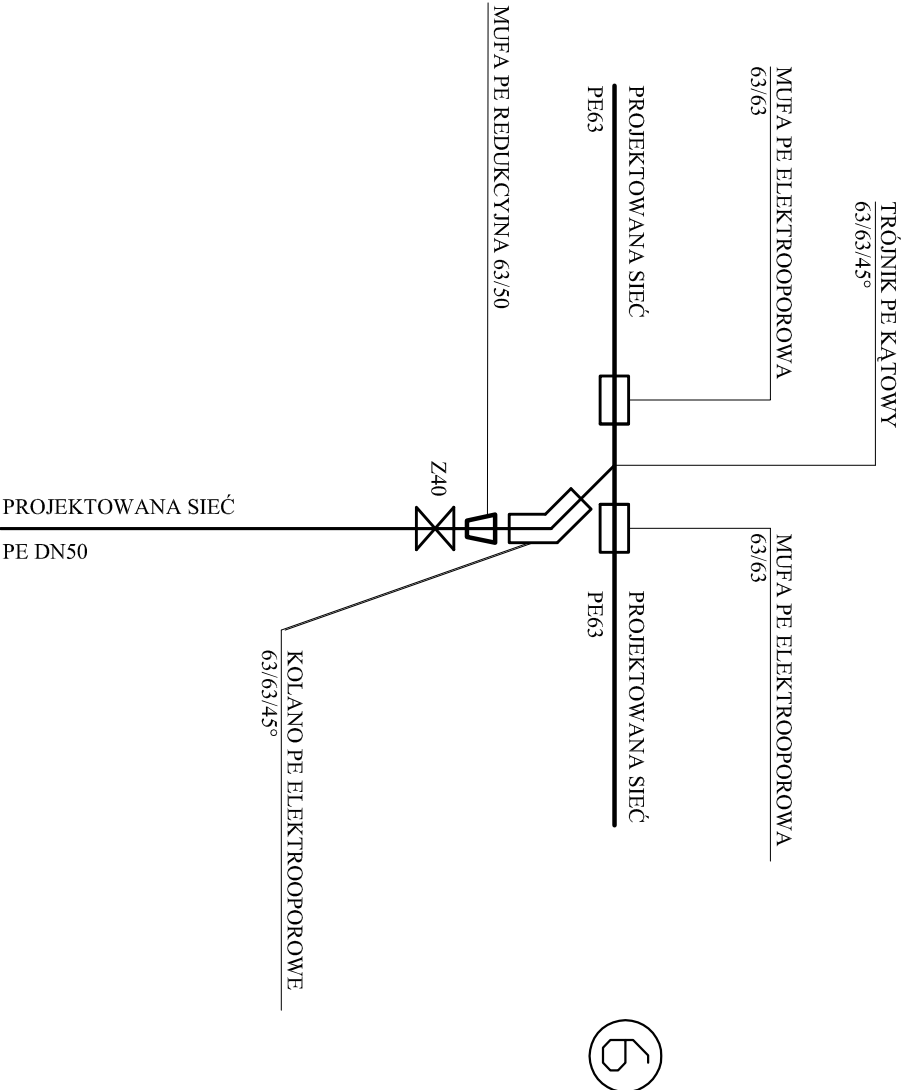 TRÓJNIK PE KĄTOWY
63/63/45°
MUFA PE ELEKTROOPOROWA
63/63
MUFA PE ELEKTROOPOROWA
63/63
PROJEKTOWANA SIEĆ
PE63
PROJEKTOWANA SIEĆ
PE63
MUFA PE REDUKCYJNA 63/50
Z40
KOLANO PE ELEKTROOPOROWE
63/63/45°
PROJEKTOWANA SIEĆ
PE DN50
6